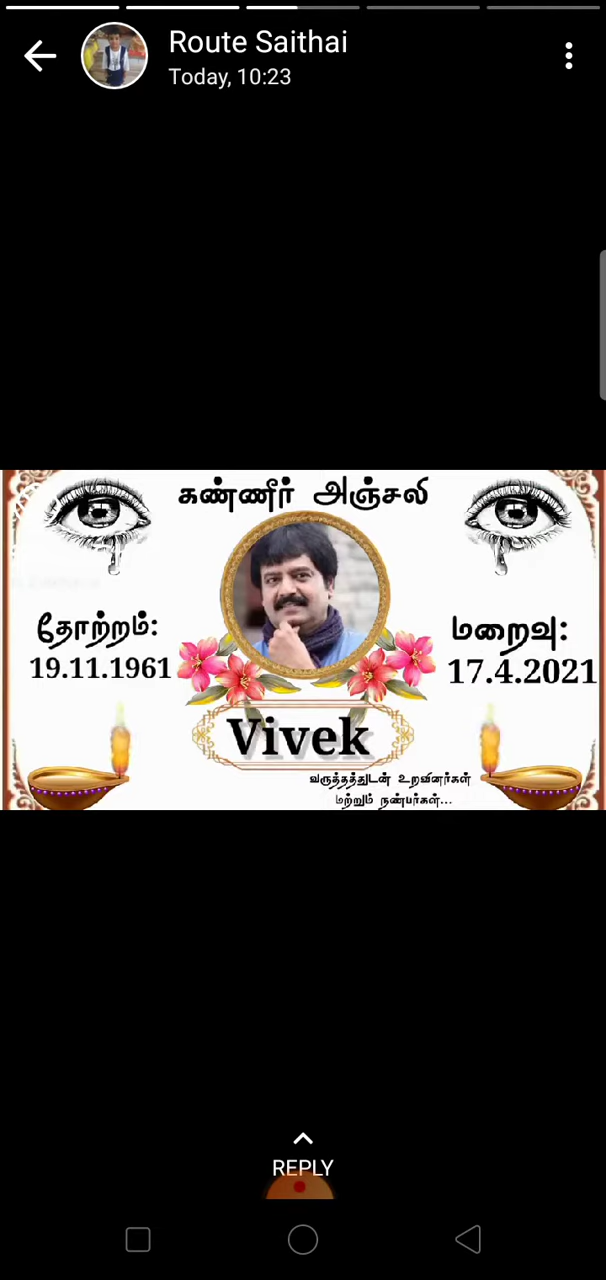 Route Saithai
Today, 10:23
கண்ணீர் அஞ்சலி
தோற்றம்:
19.11.1961
மறைவு:
17.4.2021
Vivek
வருத்தத்துடன் உறவினர்கள்
மற்றும் நண்பர்கள்...
REPLY